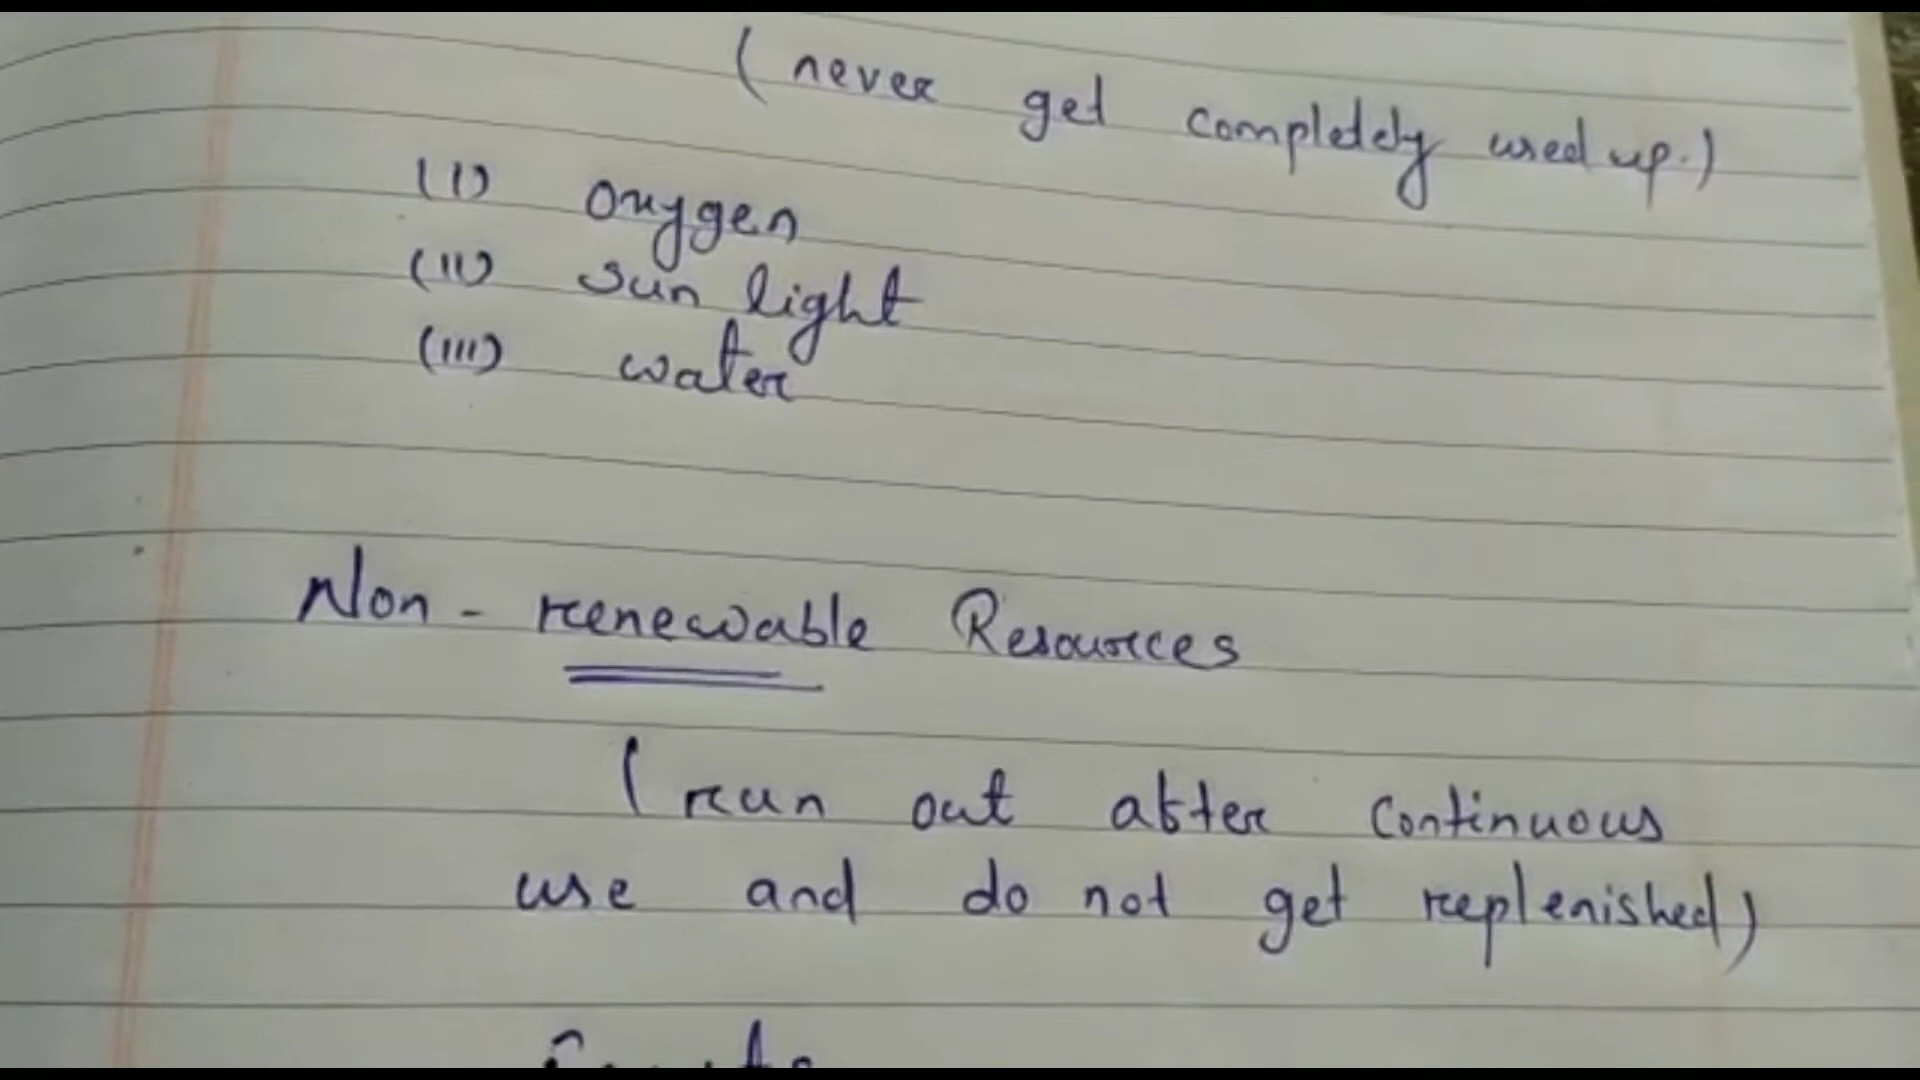 (never get completely used up.)
(I) oxygen
(II) sun light
(III) water
Non - renewable Resources
(run out after continuous
use and do not get replenished)